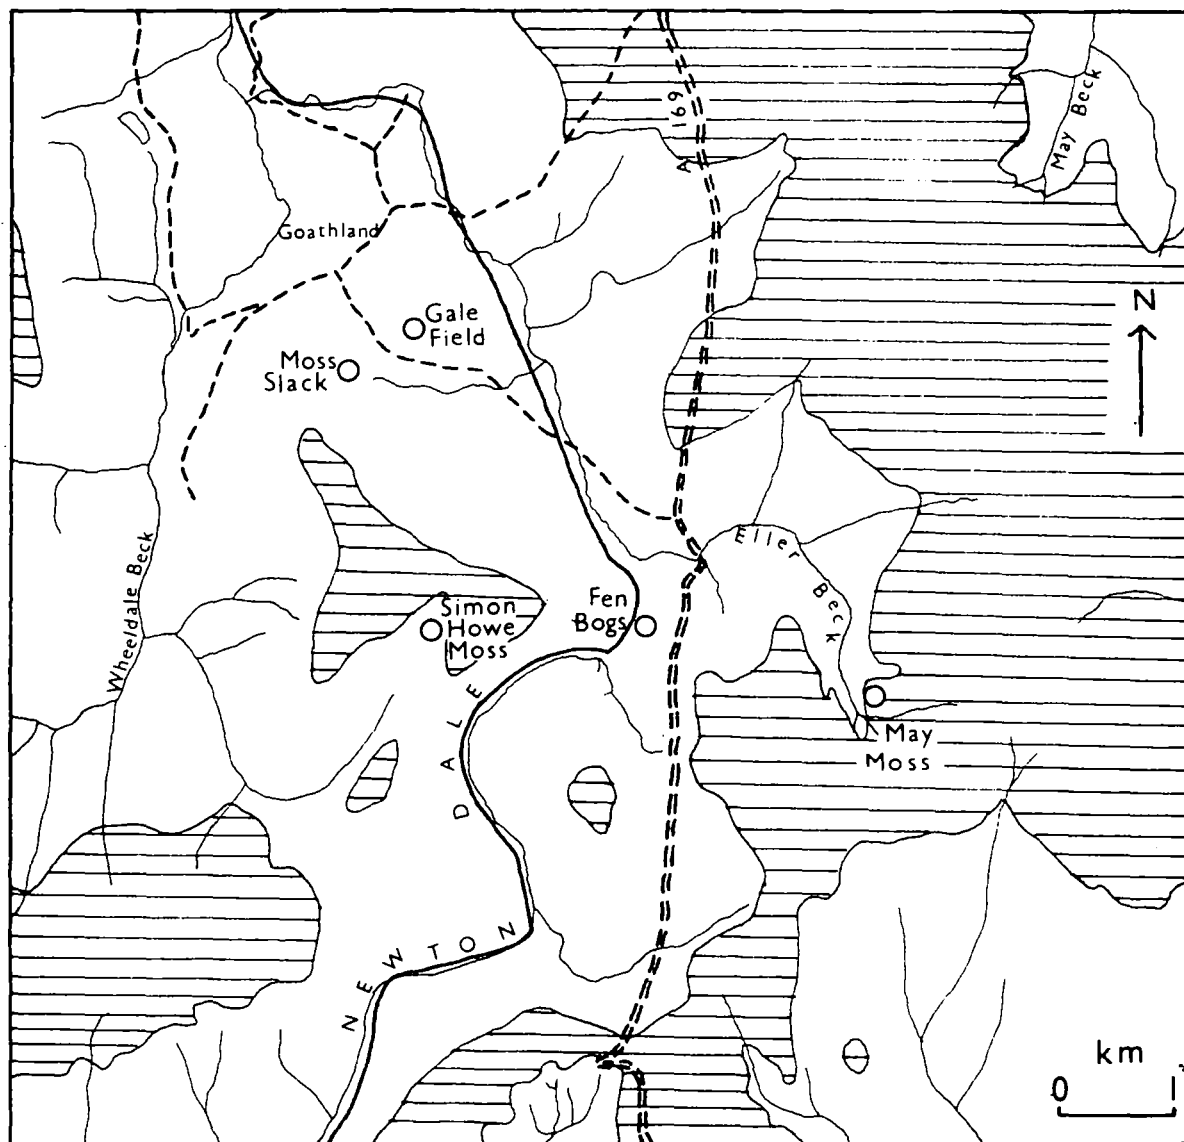 May Beck
A 169
Goathland
N
Gale
Field
Moss
Slack
Eller Beck
Wheeldale Beck
Simon
Howe
Moss
Fen
Bogs
May
Moss
NEWTON DALE
km
0 1